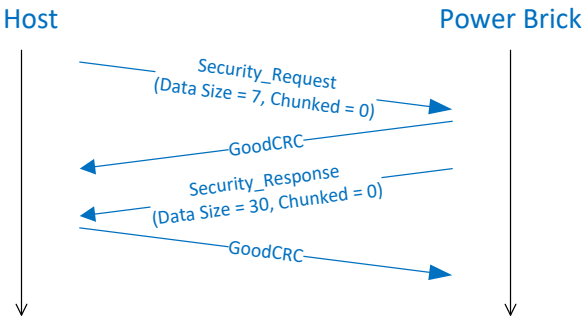 Host
Power Brick
Security_Request
(Data Size = 7, Chunked = 0)
GoodCRC
Security_Response
(Data Size = 30, Chunked = 0)
GoodCRC